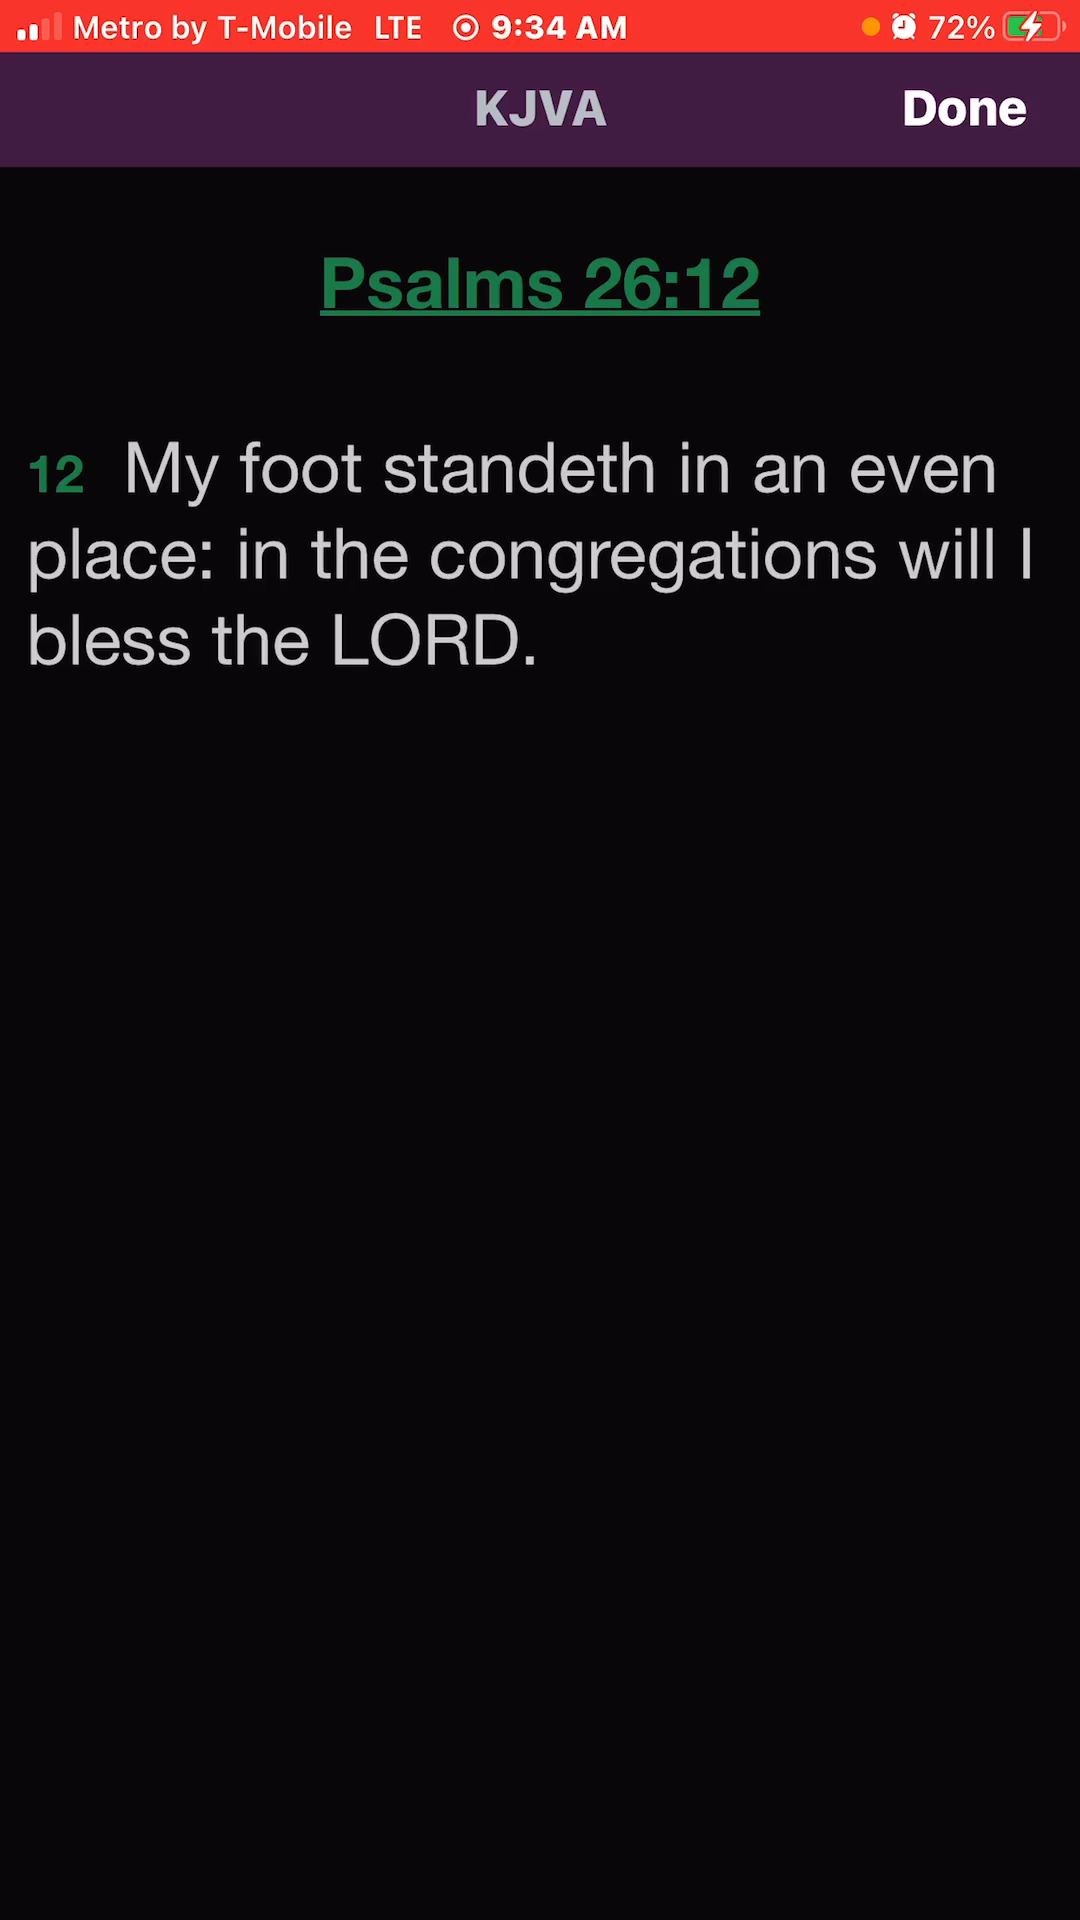 Metro by T-Mobile LTE 9:34 AM 72%
KJVA Done
Psalms 26:12
12 My foot standeth in an even
place: in the congregations will I
bless the LORD.